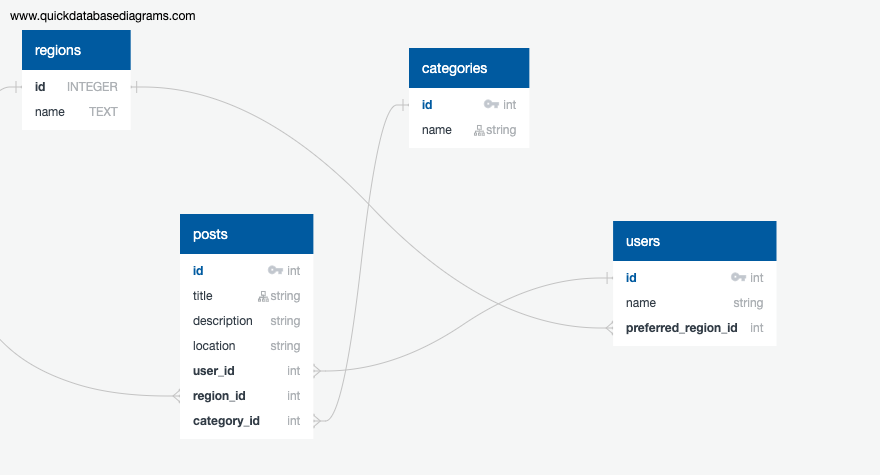 www.quickdatabasediagrams.com
regions
id INTEGER
name TEXT
categories
id int
name string
posts
id int
title string
description string
location string
user_id int
region_id int
category_id int
users
id int
name string
preferred_region_id int